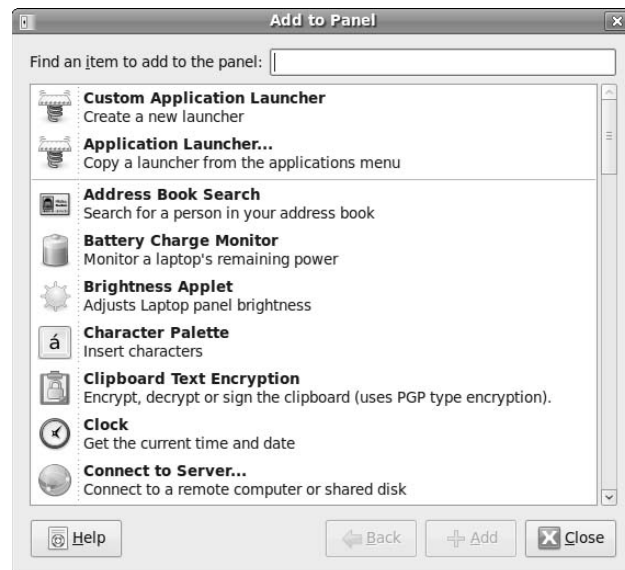 Add to Panel
Find an item to add to the panel:
Custom Application Launcher
Create a new launcher
Application Launcher...
Copy a launcher from the applications menu
Address Book Search
Search for a person in your address book
Battery Charge Monitor
Monitor a laptop's remaining power
Brightness Applet
Adjusts Laptop panel brightness
á
Character Palette
Insert characters
Clipboard Text Encryption
Encrypt, decrypt or sign the clipboard (uses PGP type encryption).
Clock
Get the current time and date
Connect to Server...
Connect to a remote computer or shared disk
Help
Back
Add
Close